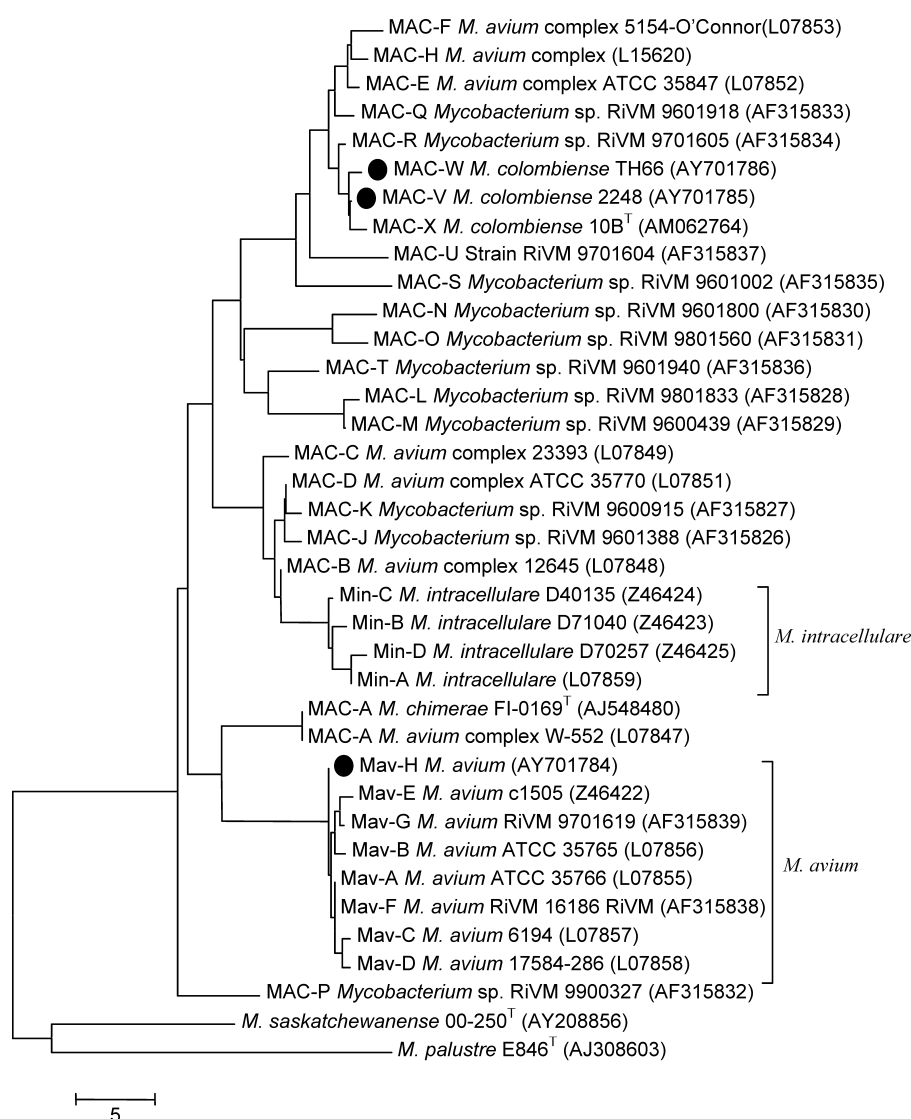 MAC-F M. avium complex 5154-O’Connor(L07853)
MAC-H M. avium complex (L15620)
MAC-E M. avium complex ATCC 35847 (L07852)
MAC-Q Mycobacterium sp. RiVM 9601918 (AF315833)
MAC-R Mycobacterium sp. RiVM 9701605 (AF315834)
MAC-W M. colombiense TH66 (AY701786)
MAC-V M. colombiense 2248 (AY701785)
MAC-X M. colombiense 10Bᵀ (AM062764)
MAC-U Strain RiVM 9701604 (AF315837)
MAC-S Mycobacterium sp. RiVM 9601002 (AF315835)
MAC-N Mycobacterium sp. RiVM 9601800 (AF315830)
MAC-O Mycobacterium sp. RiVM 9801560 (AF315831)
MAC-T Mycobacterium sp. RiVM 9601940 (AF315836)
MAC-L Mycobacterium sp. RiVM 9801833 (AF315828)
MAC-M Mycobacterium sp. RiVM 9600439 (AF315829)
MAC-C M. avium complex 23393 (L07849)
MAC-D M. avium complex ATCC 35770 (L07851)
MAC-K Mycobacterium sp. RiVM 9600915 (AF315827)
MAC-J Mycobacterium sp. RiVM 9601388 (AF315826)
MAC-B M. avium complex 12645 (L07848)
Min-C M. intracellulare D40135 (Z46424)
Min-B M. intracellulare D71040 (Z46423)
Min-D M. intracellulare D70257 (Z46425)
Min-A M. intracellulare (L07859)
M. intracellulare
MAC-A M. chimerae FI-0169ᵀ (AJ548480)
MAC-A M. avium complex W-552 (L07847)
Mav-H M. avium (AY701784)
Mav-E M. avium c1505 (Z46422)
Mav-G M. avium RiVM 9701619 (AF315839)
Mav-B M. avium ATCC 35765 (L07856)
Mav-A M. avium ATCC 35766 (L07855)
Mav-F M. avium RiVM 16186 RiVM (AF315838)
Mav-C M. avium 6194 (L07857)
Mav-D M. avium 17584-286 (L07858)
M. avium
MAC-P Mycobacterium sp. RiVM 9900327 (AF315832)
M. saskatchewanense 00-250ᵀ (AY208856)
M. palustre E846ᵀ (AJ308603)
5